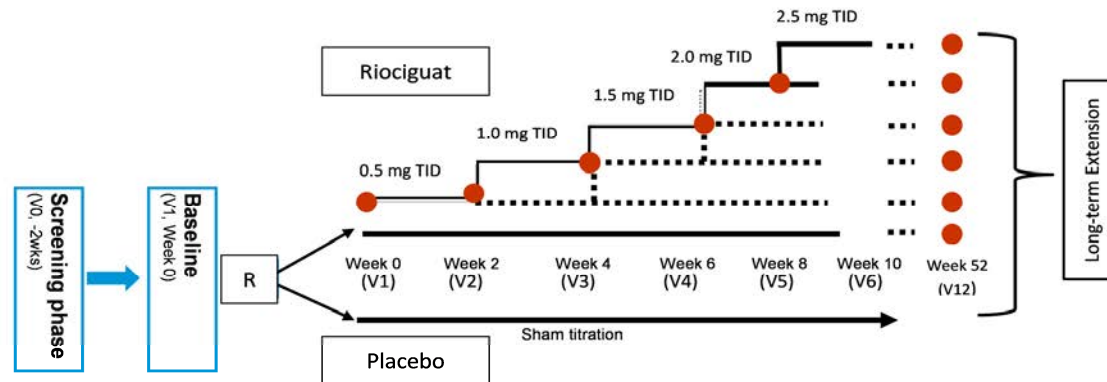 Screening phase
(V0, -2wks)
Baseline
(V1, Week 0)
R
Riociguat
0.5 mg TID
1.0 mg TID
1.5 mg TID
2.0 mg TID
2.5 mg TID
Week 0
(V1)
Week 2
(V2)
Week 4
(V3)
Week 6
(V4)
Week 8
(V5)
Week 10
(V6)
Week 52
(V12)
Sham titration
Placebo
Long-term Extension